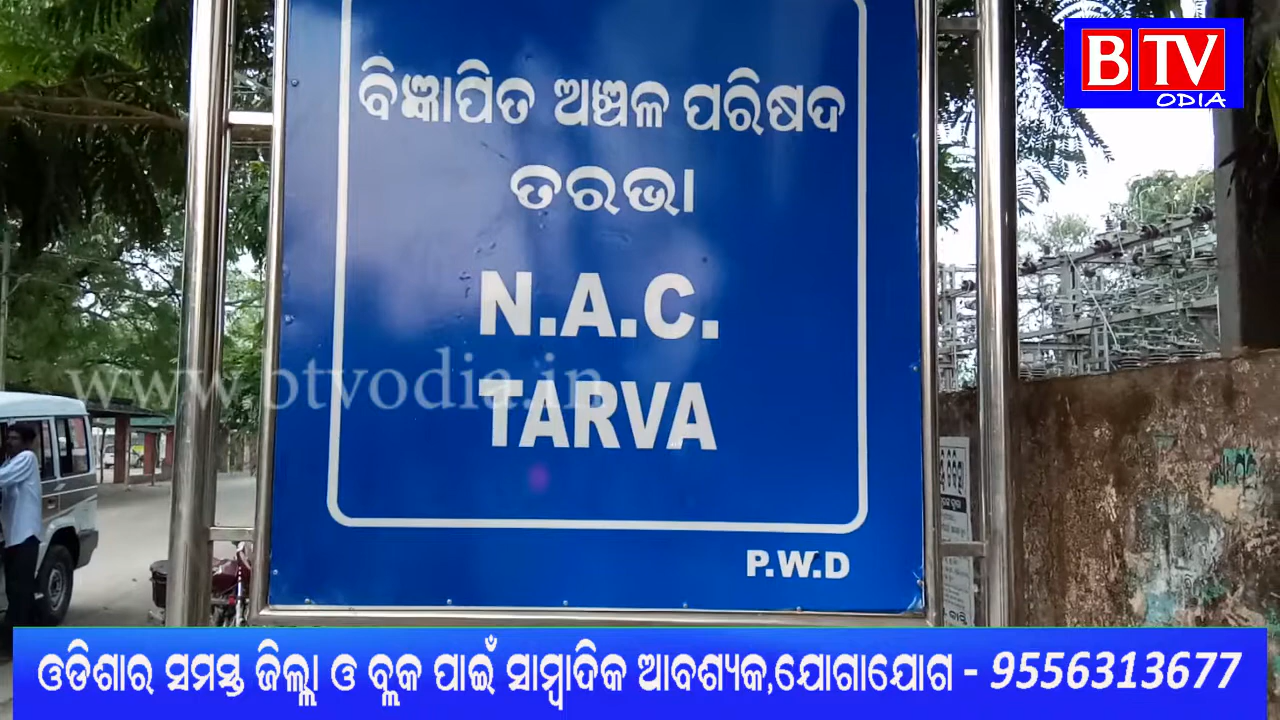 BTV
ODIA
ବିଜ୍ଞାପିତ ଅଞ୍ଚଳ ପରିଷଦ
ତରଭା
N.A.C.
www.btvodia.in
TARVA
P.W.D
ଓଡିଶାର ସମସ୍ତ ଜିଲ୍ଲା ଓ ବ୍ଲକ ପାଇଁ ସାମ୍ବାଦିକ ଆବଶ୍ୟକ,ଯୋଗାଯୋଗ - 9556313677